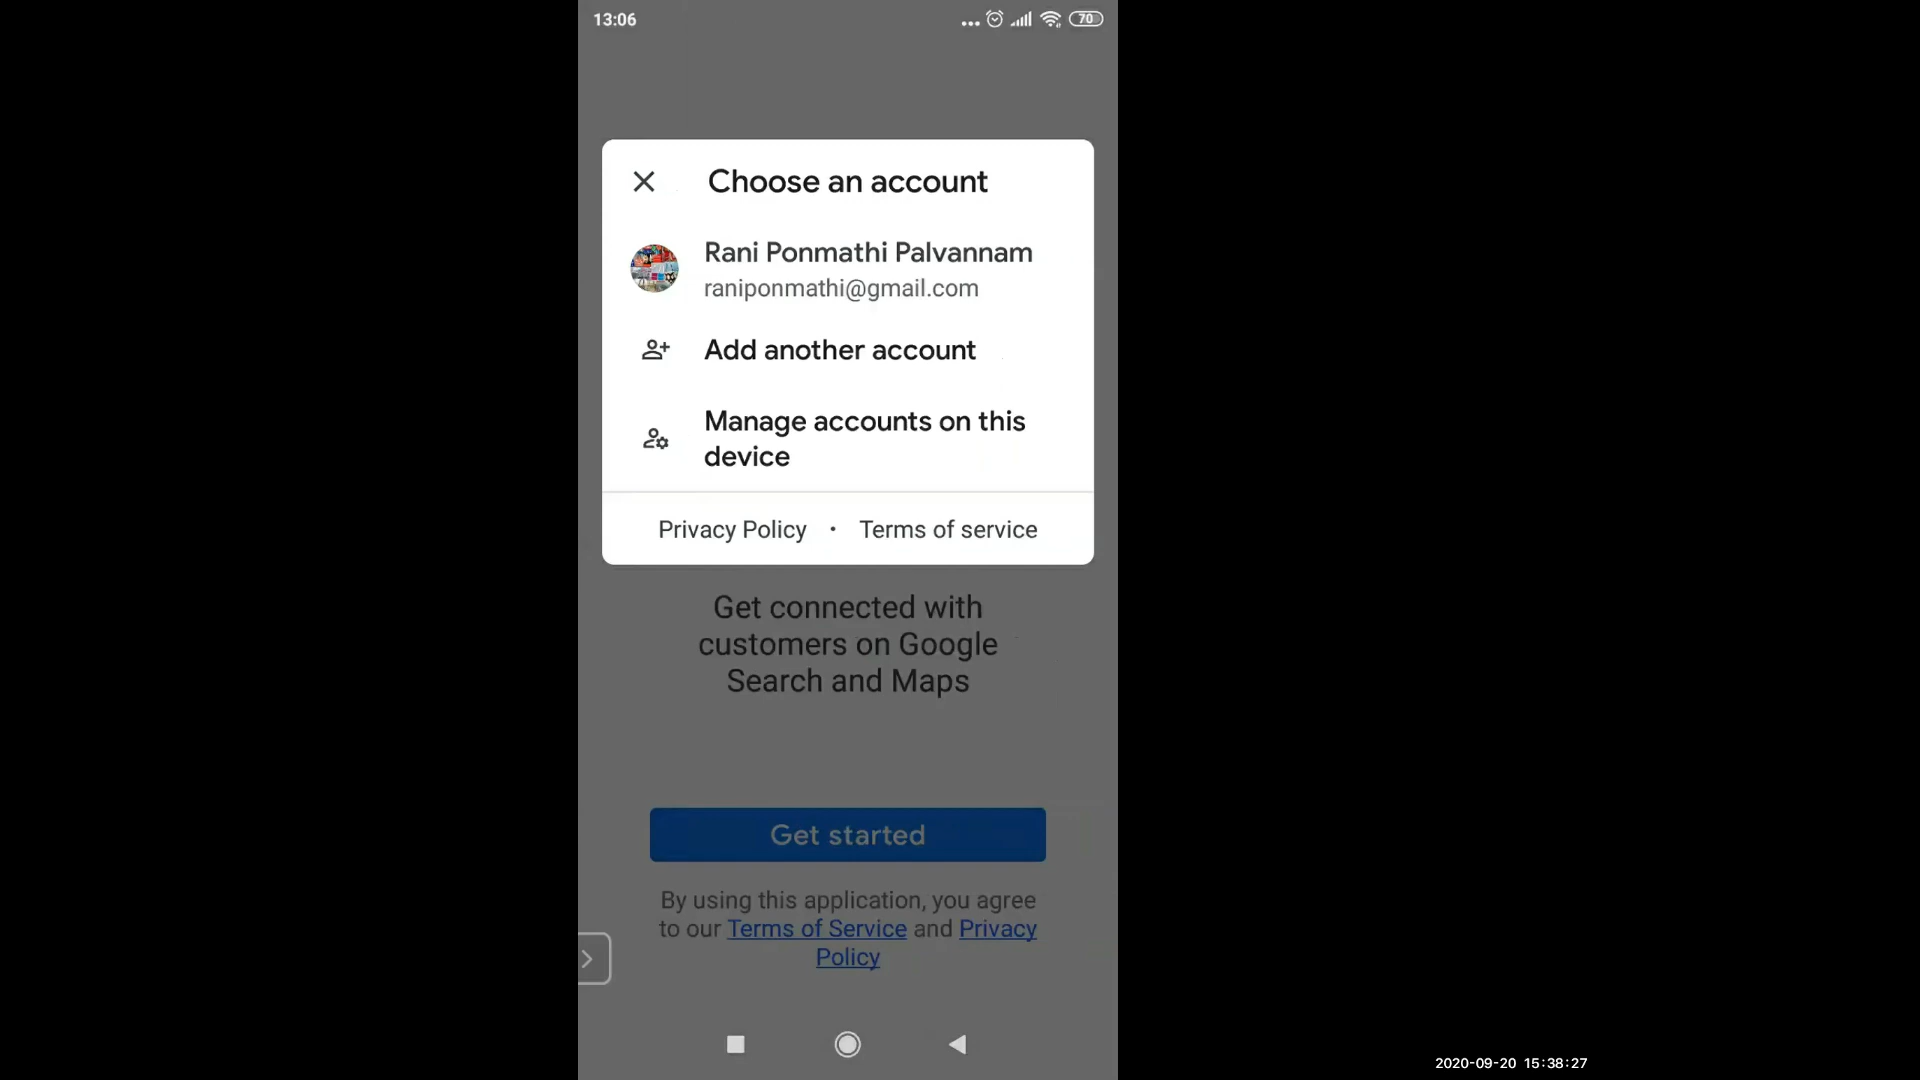 13:06
70
Choose an account
Rani Ponmathi Palvannam
raniponmathi@gmail.com
Add another account
Manage accounts on this
device
Privacy Policy • Terms of service
Get connected with
customers on Google
Search and Maps
Get started
By using this application, you agree
to our Terms of Service and Privacy
Policy
2020-09-20 15:38:27